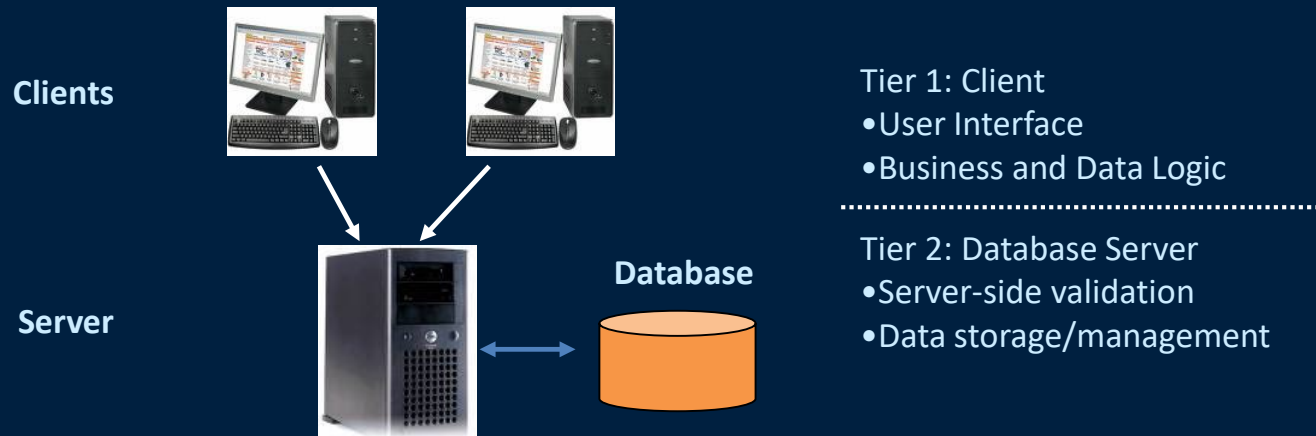 Clients
Tier 1: Client
•User Interface
•Business and Data Logic
Server
Database
Tier 2: Database Server
•Server-side validation
•Data storage/management